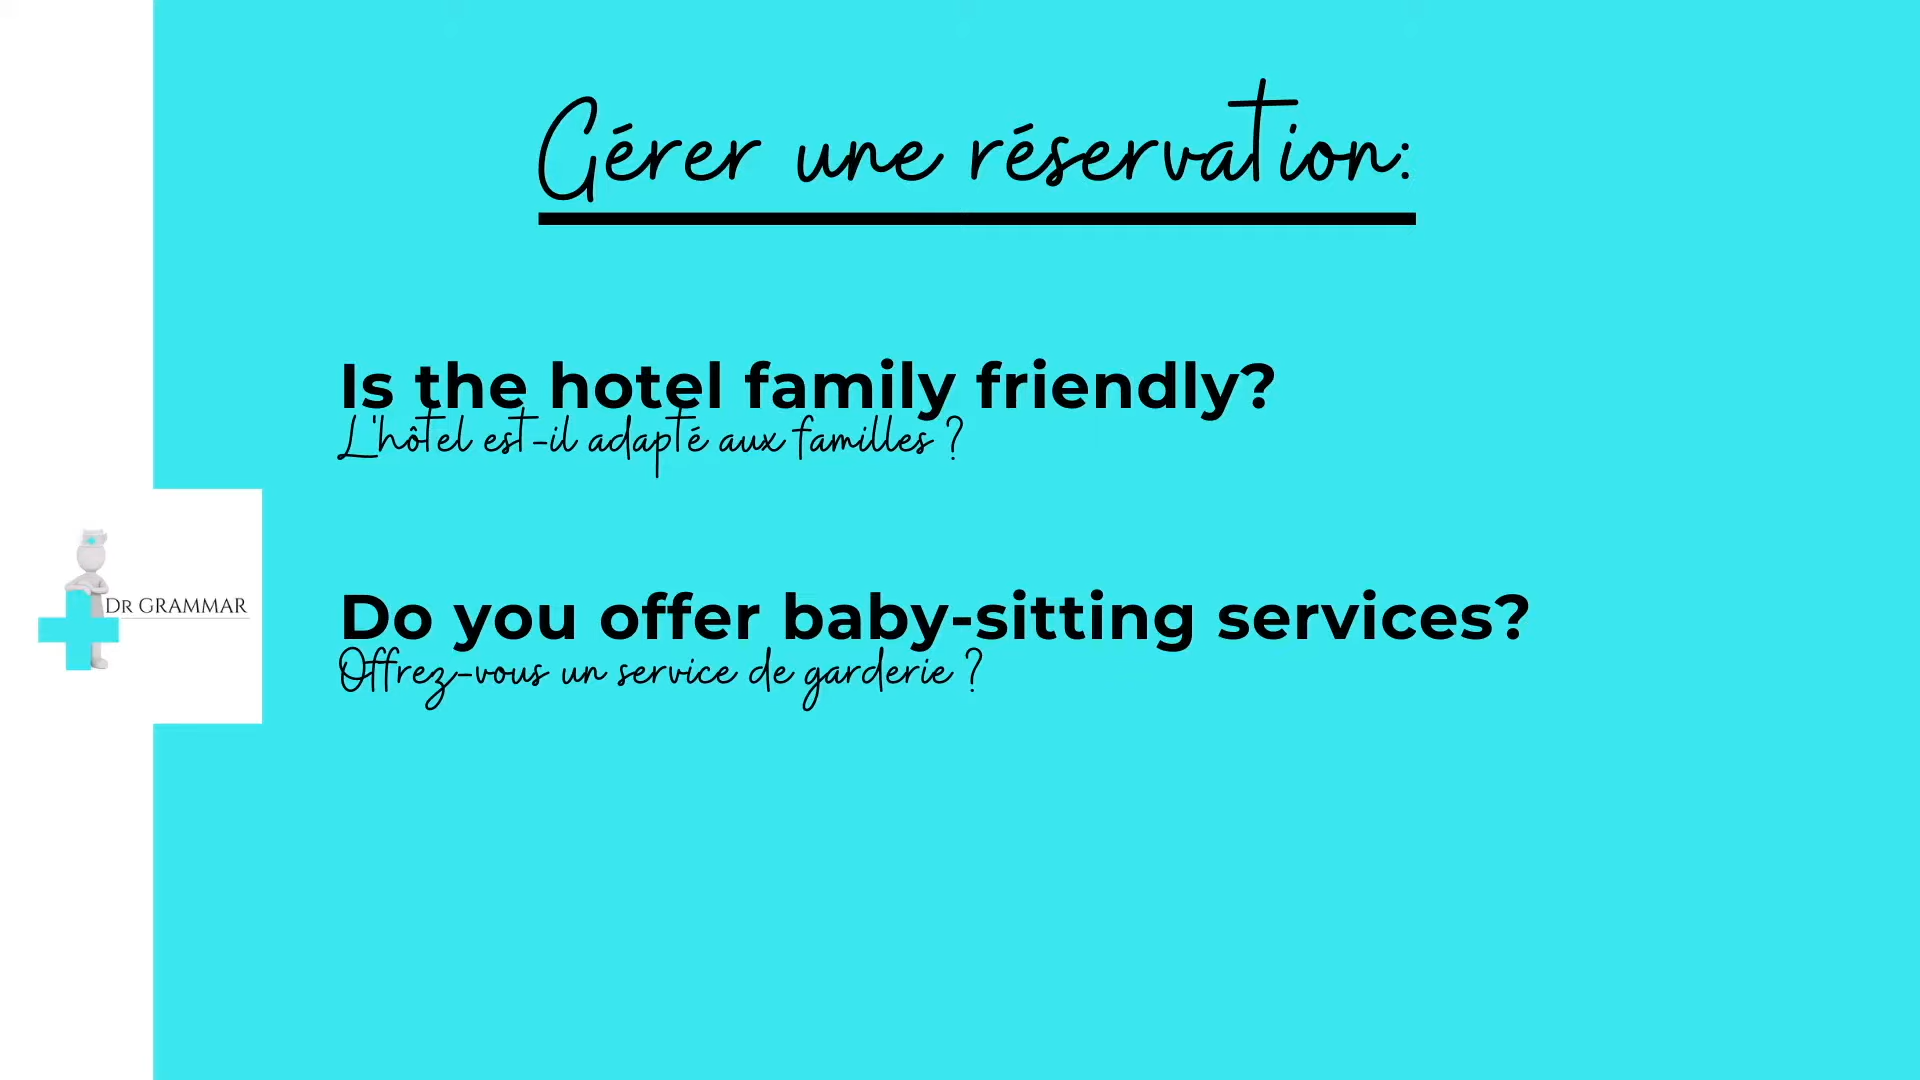 Gérer une réservation:
Is the hotel family friendly?
L'hôtel est-il adapté aux familles ?
Dr GRAMMAR
Do you offer baby-sitting services?
Offrez-vous un service de garderie ?